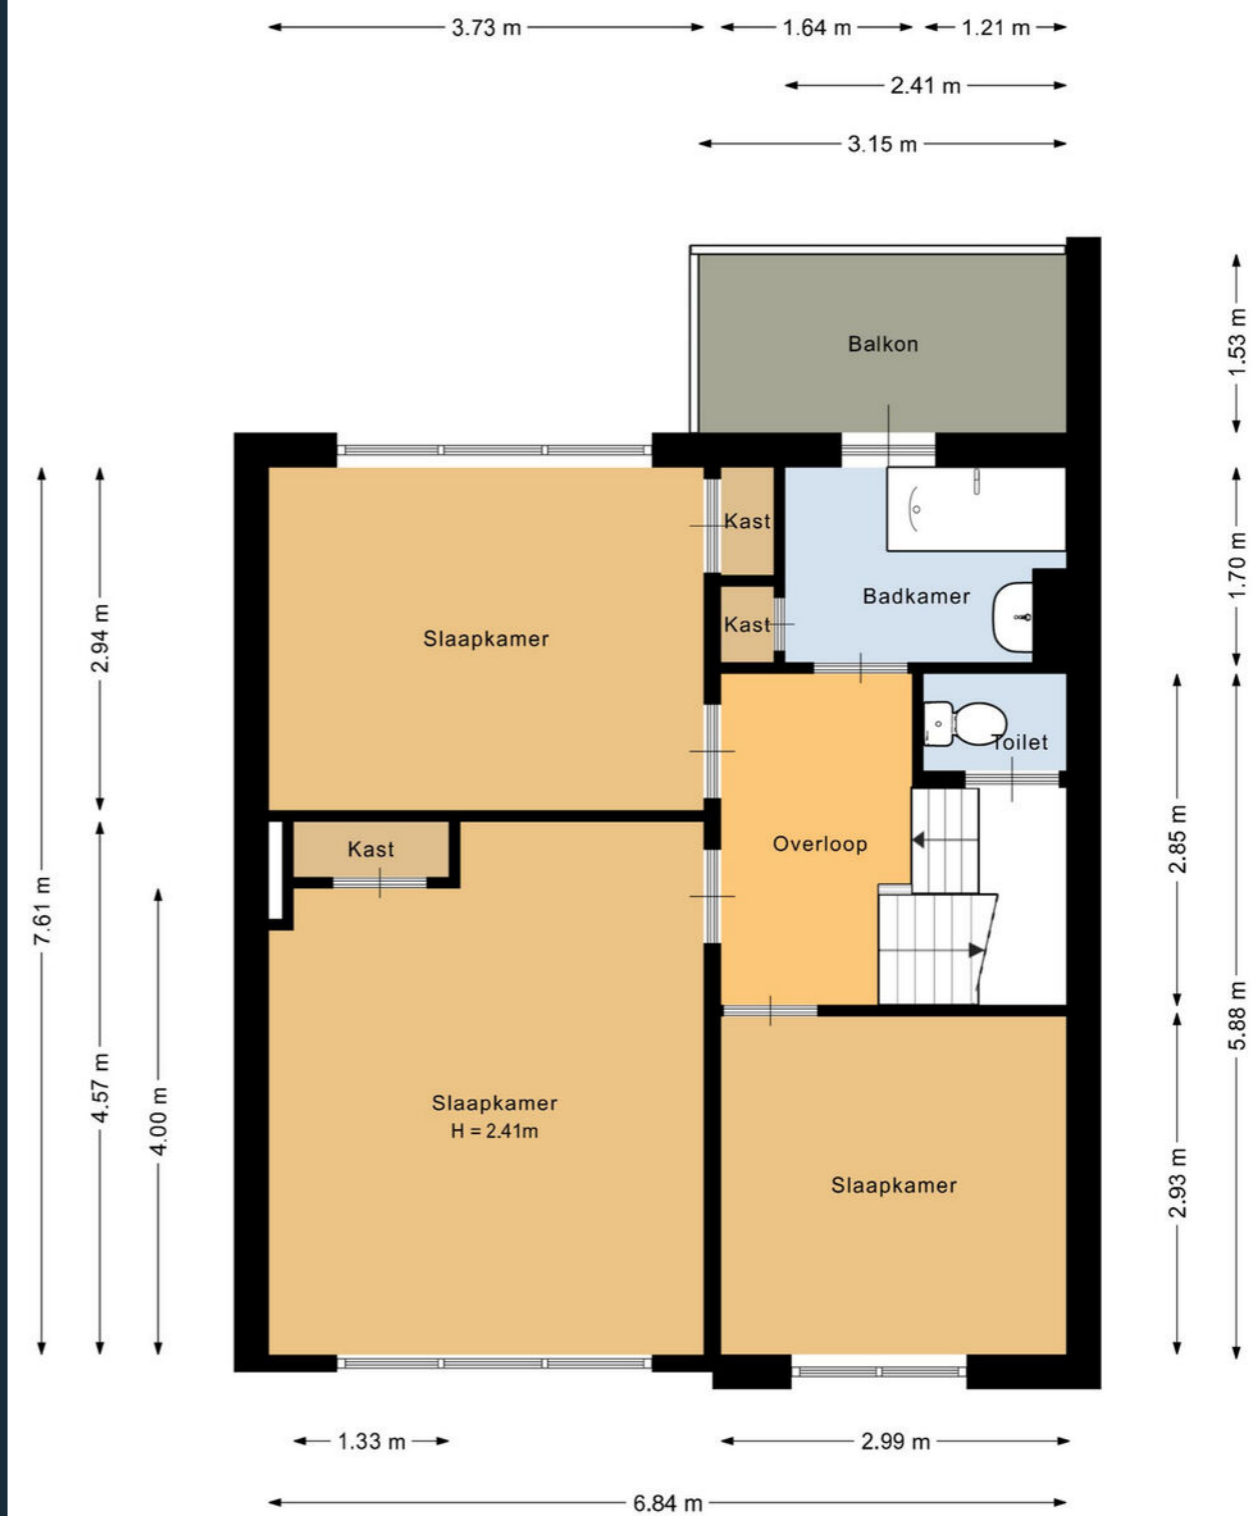 3.73 m
1.64 m
1.21 m
2.41 m
3.15 m
Balkon
1.53 m
Kast
1.70 m
Badkamer
Kast
2.94 m
Slaapkamer
Toilet
Overloop
2.85 m
Kast
7.61 m
5.88 m
4.57 m
4.00 m
Slaapkamer
H = 2.41m
Slaapkamer
2.93 m
1.33 m
2.99 m
6.84 m